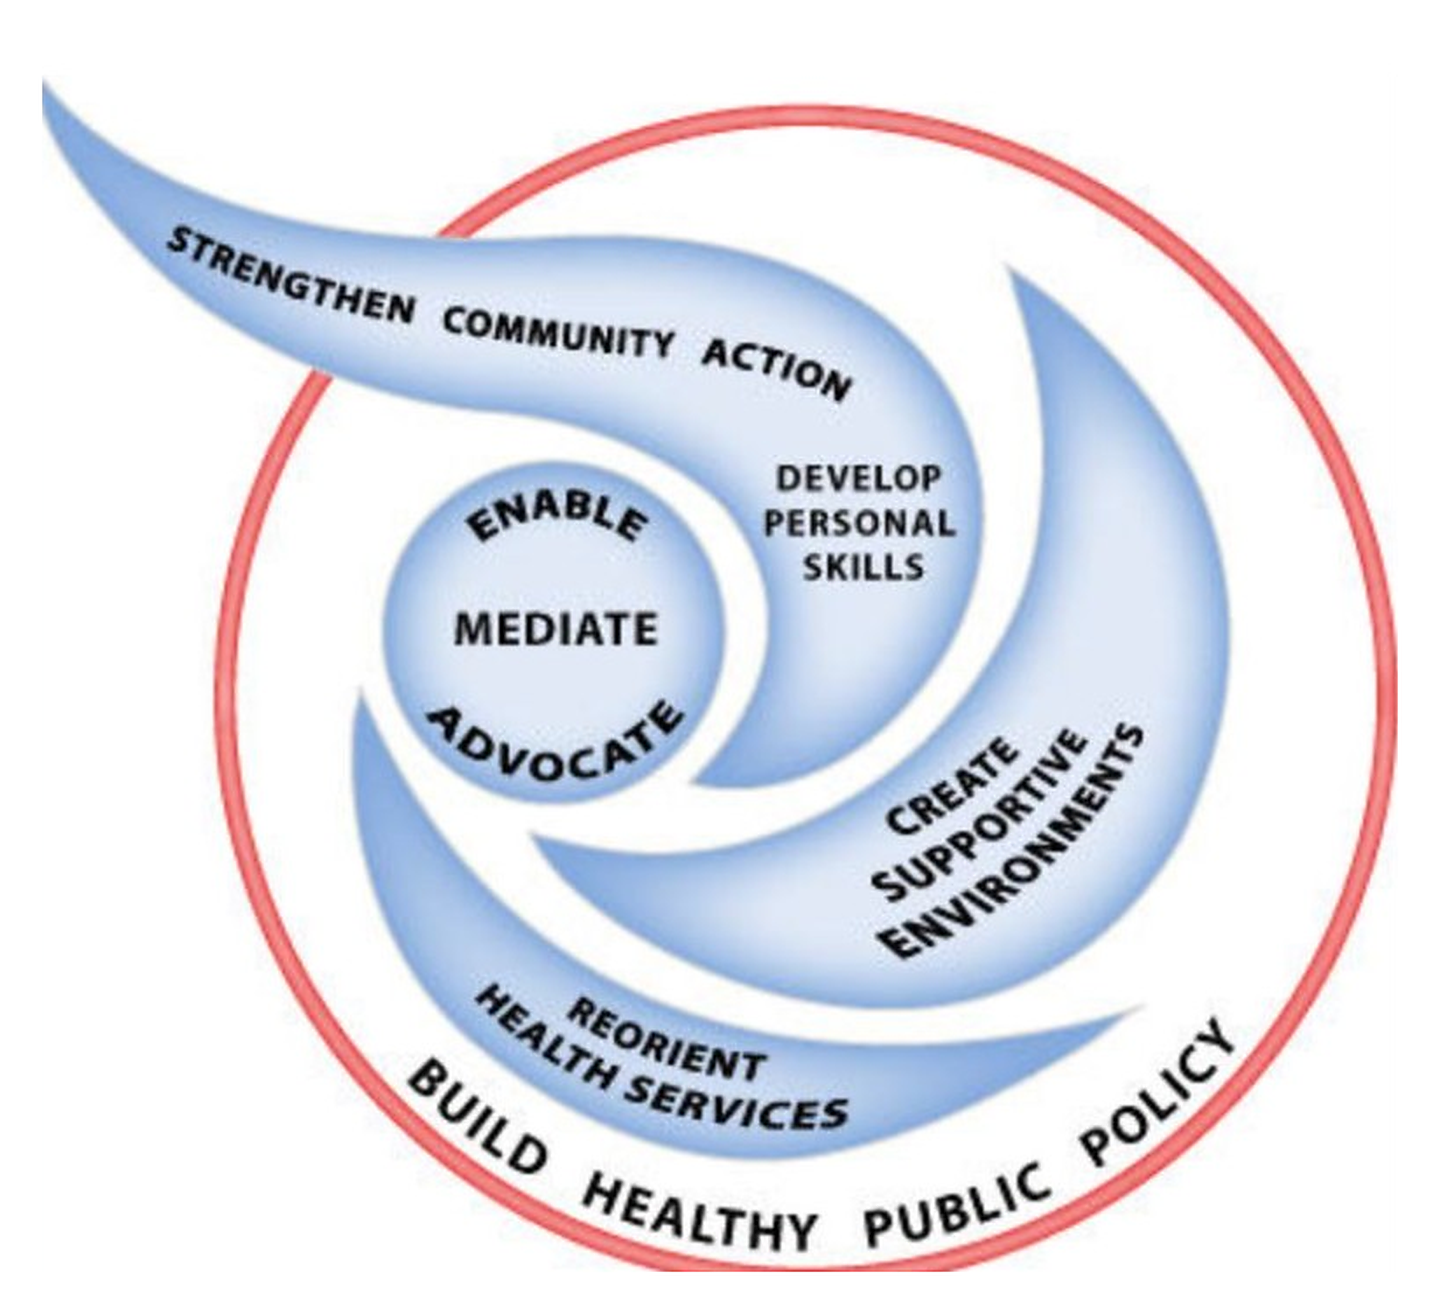 STRENGTHEN COMMUNITY ACTION
DEVELOP
PERSONAL
SKILLS
ENABLE
MEDIATE
ADVOCATE
CREATE
SUPPORTIVE
ENVIRONMENTS
REORIENT
HEALTH SERVICES
BUILD HEALTHY PUBLIC POLICY